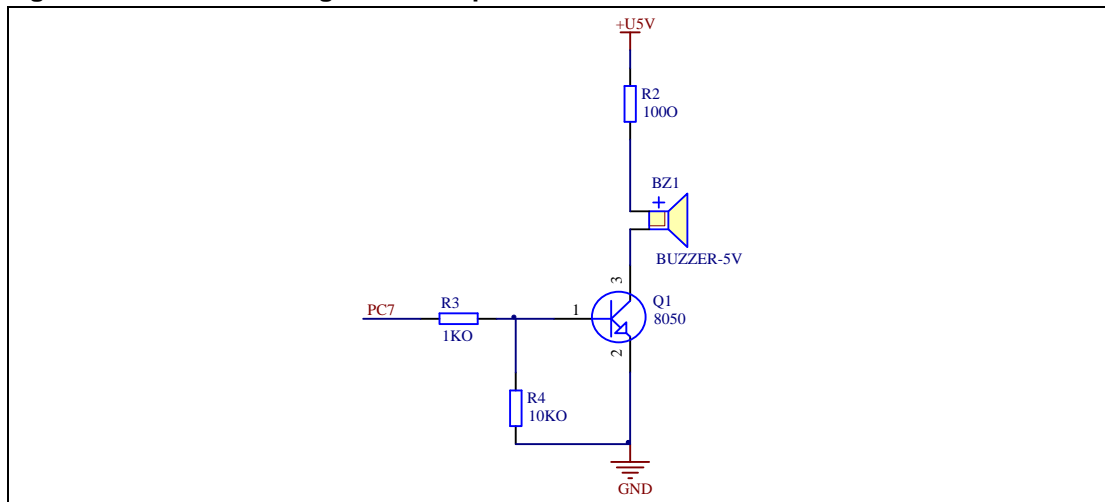 +U5V
R2
100O
BZ1
+
BUZZER-5V
3
Q1
8050
PC7
R3
1KO
1
2
R4
10KO
GND